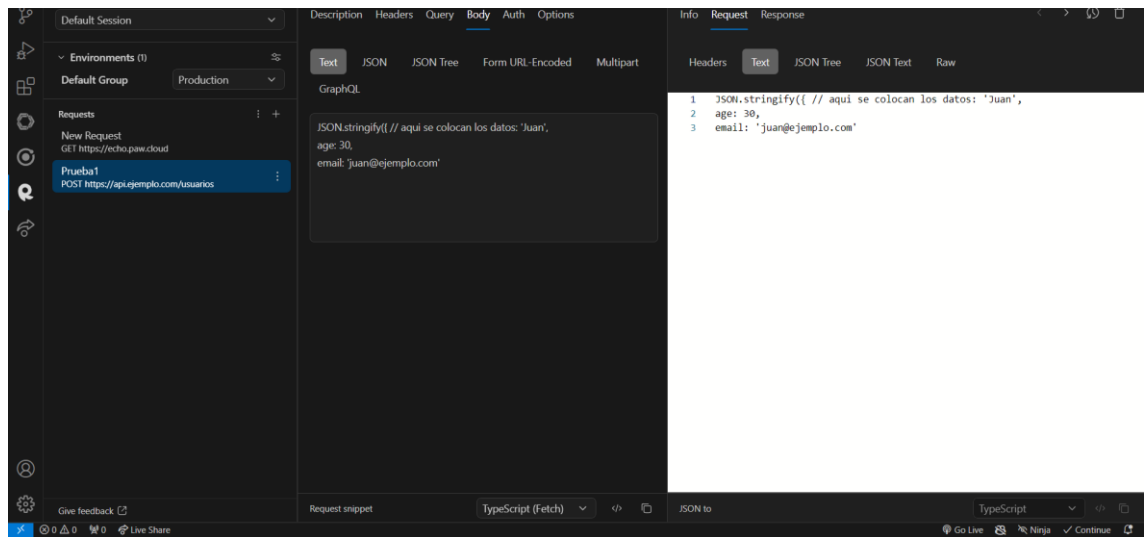 Default Session
Environments (1)
Default Group
Production
Requests
New Request
GET https://echo.paw.cloud
Prueba1
POST https://api.ejemplo.com/usuarios
Give feedback
Description Headers Query Body Auth Options
Text JSON JSON Tree Form URL-Encoded Multipart
GraphQL
JSON.stringify({ // aqui se colocan los datos: 'Juan',
age: 30,
email: 'juan@ejemplo.com'
Request snippet
TypeScript (Fetch)
Info Request Response
Headers Text JSON Tree JSON Text Raw
1 JSON.stringify({ // aqui se colocan los datos: 'Juan',
2 age: 30,
3 email: 'juan@ejemplo.com'
JSON to
TypeScript
0 0 0 Live Share
Go Live Ninja Continue